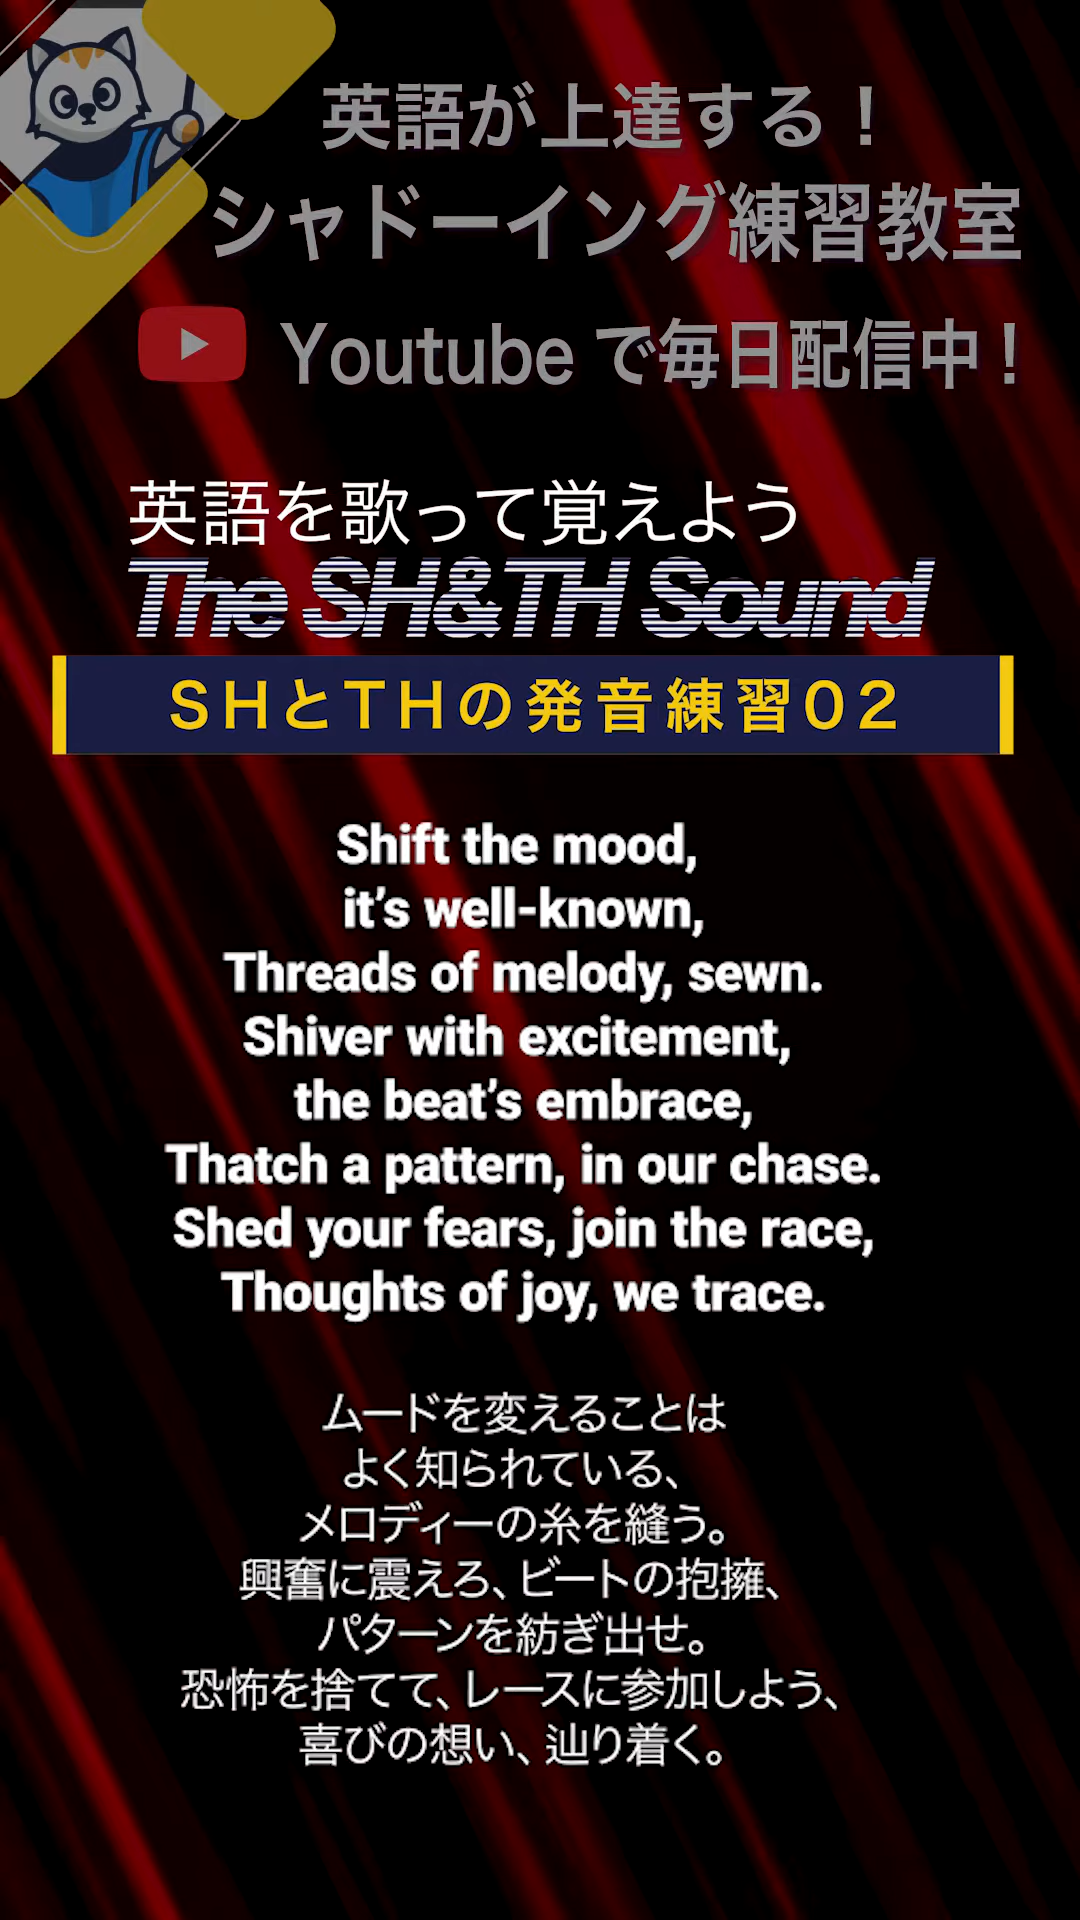 英語が上達する！
シャドーイング練習教室
Youtubeで毎日配信中！
英語を歌って覚えよう
The SH&TH Sound
SHとTHの発音練習02
Shift the mood,
it’s well-known,
Threads of melody, sewn.
Shiver with excitement,
the beat’s embrace,
Thatch a pattern, in our chase.
Shed your fears, join the race,
Thoughts of joy, we trace.
ムードを変えることは
よく知られている、
メロディーの糸を縫う。
興奮に震えろ、ビートの抱擁、
パターンを紡ぎ出せ。
恐怖を捨てて、レースに参加しよう、
喜びの想い、辿り着く。